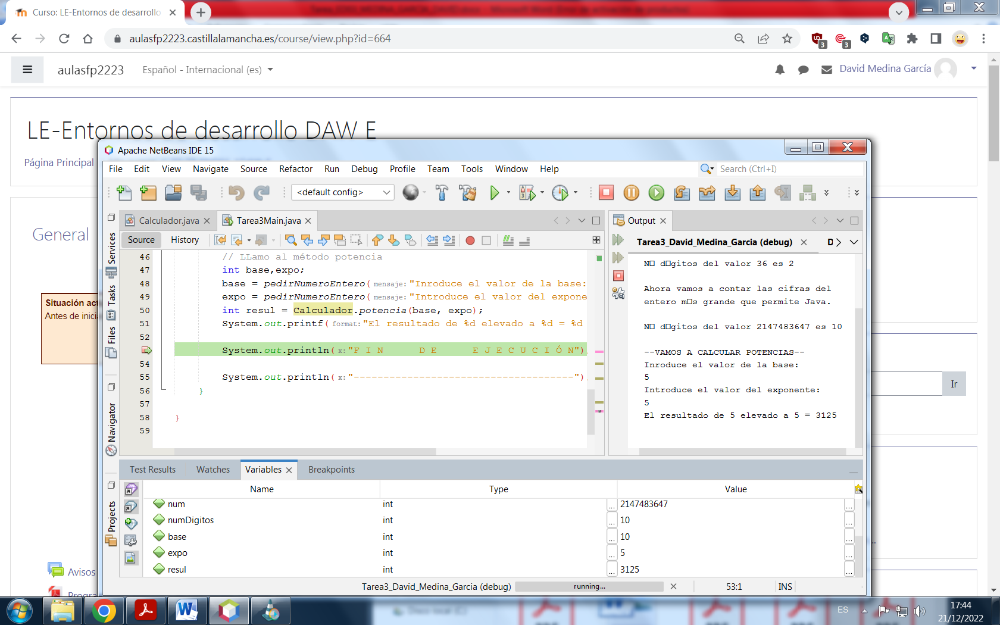 Curso: LE-Entornos de desarrollo
aulasfp2223.castillalamancha.es/course/view.php?id=664
3
3
aulasfp2223
Español - Internacional (es)
David Medina García
LE-Entornos de desarrollo DAW E
Página Principal
General
Situación act
Antes de inicia
Ir
Avisos
Progra
Apache NetBeans IDE 15
File Edit View Navigate Source Refactor Run Debug Profile Team Tools Window Help
Search (Ctrl+I)
<default config>
Services
Tasks
Files
Navigator
Projects
Calculador.java
Tarea3Main.java
Source
History
46 // LLamo al método potencia
47 int base,expo;
48 base = pedirNumeroEntero(mensaje:"Inroduce el valor de la base:
49 expo = pedirNumeroEntero(mensaje:"Introduce el valor del expone
50 int resul = Calculador.potencia(base, expo);
51 System.out.printf(format:"El resultado de %d elevado a %d = %d
52
System.out.println(x:"F I N      D E      E J E C U C I Ó N")
54
55 System.out.println(x:"-------------------------------------")
56 }
57
58 }
59
Output
Tarea3_David_Medina_Garcia (debug)
D
N□ d□gitos del valor 36 es 2
Ahora vamos a contar las cifras del
entero m□s grande que permite Java.
N□ d□gitos del valor 2147483647 es 10
--VAMOS A CALCULAR POTENCIAS--
Inroduce el valor de la base:
5
Introduce el valor del exponente:
5
El resultado de 5 elevado a 5 = 3125
Test Results
Watches
Variables
Breakpoints
Name Type Value
num int ... 2147483647 ...
numDigitos int ... 10 ...
base int ... 10 ...
expo int ... 5 ...
resul int ... 3125 ...
Tarea3_David_Medina_Garcia (debug)
running...
53:1
INS
ES
17:44
21/12/2022